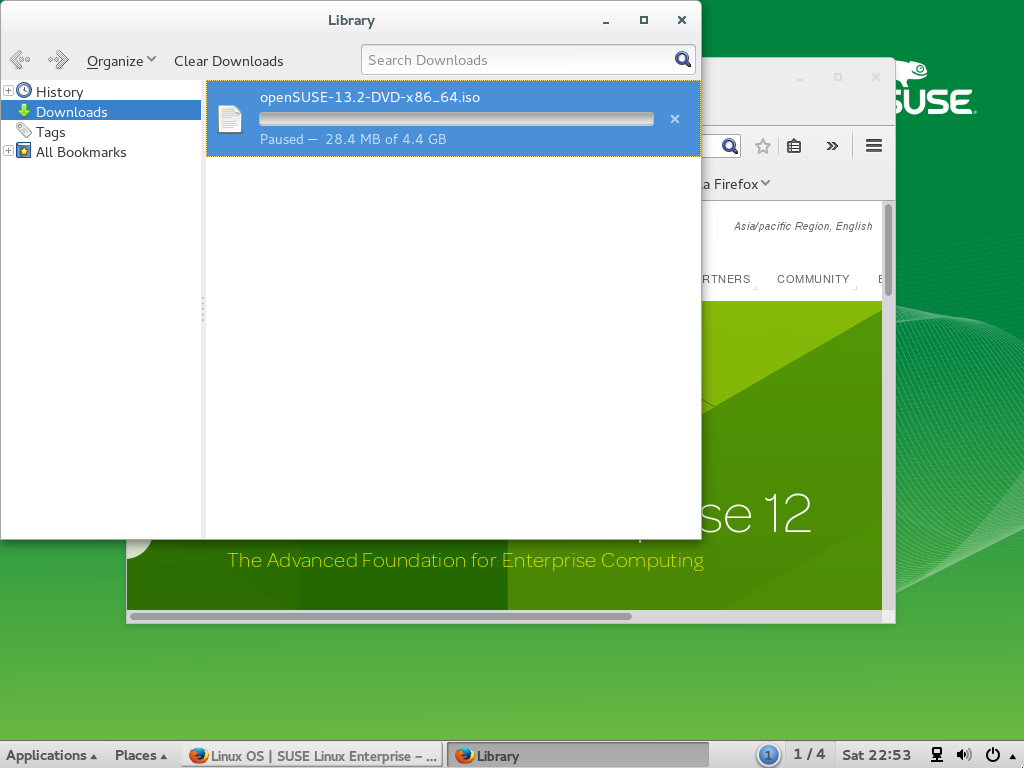 Library
Organize
Clear Downloads
Search Downloads
History
Downloads
Tags
All Bookmarks
openSUSE-13.2-DVD-x86_64.iso
Paused — 28.4 MB of 4.4 GB
SUSE
Firefox
Asia/pacific Region, English
RTNERS
COMMUNITY
se 12
The Advanced Foundation for Enterprise Computing
Applications
Places
Linux OS | SUSE Linux Enterprise – ...
Library
1
1 / 4
Sat 22:53